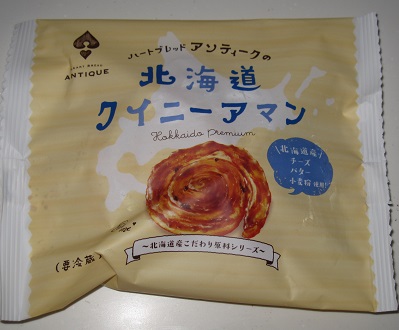 HEART BREAD
ANTIQUE
ハートブレッド アンティークの
北海道
クイニーアマン
Hokkaido Premium
北海道産
チーズ
バター
小麦粉 使用!
～北海道産こだわり原料シリーズ～
(要冷蔵)